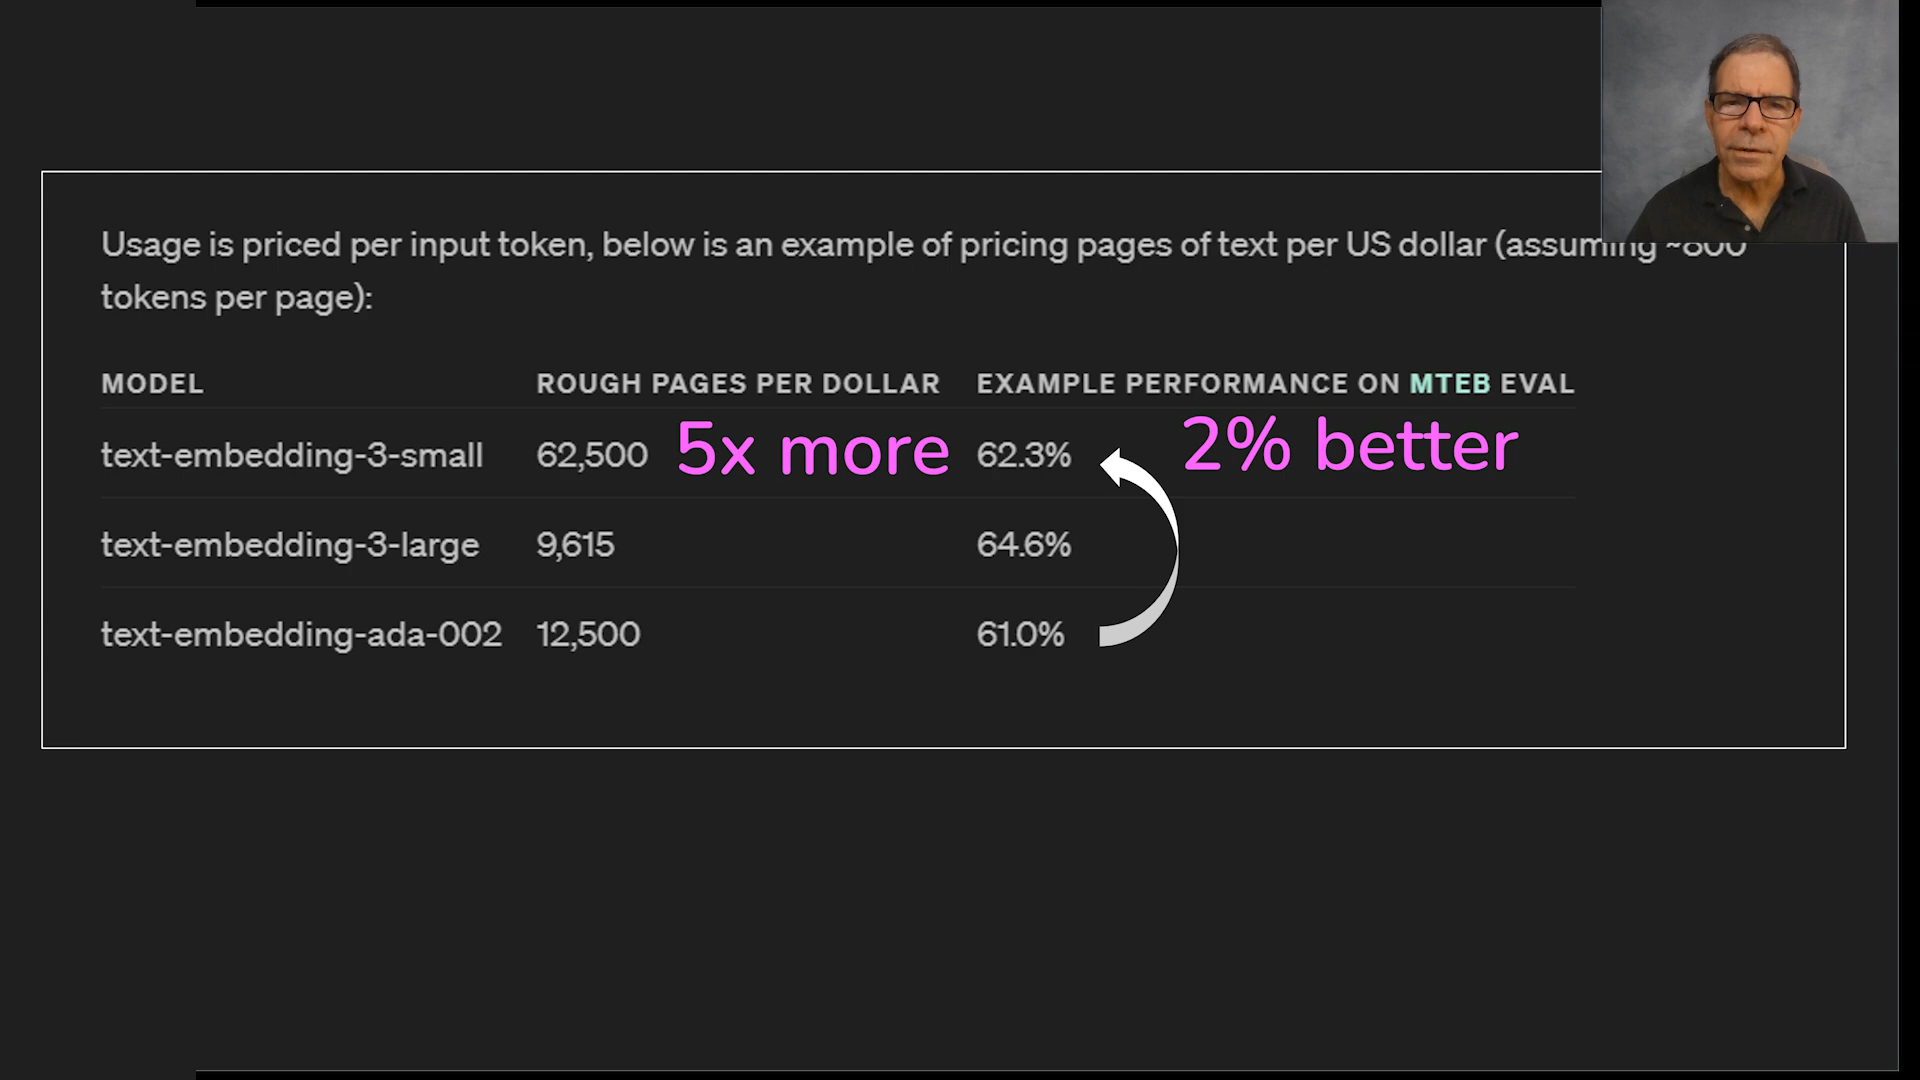 Usage is priced per input token, below is an example of pricing pages of text per US dollar (assuming ~800
tokens per page):
MODEL ROUGH PAGES PER DOLLAR EXAMPLE PERFORMANCE ON MTEB EVAL
text-embedding-3-small 62,500 5x more 62.3% 2% better
text-embedding-3-large 9,615 64.6%
text-embedding-ada-002 12,500 61.0%